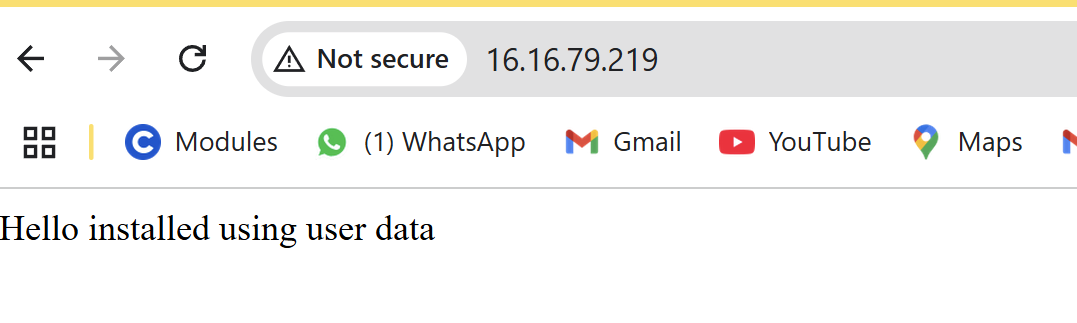 Not secure 16.16.79.219
Modules (1) WhatsApp Gmail YouTube Maps
Hello installed using user data